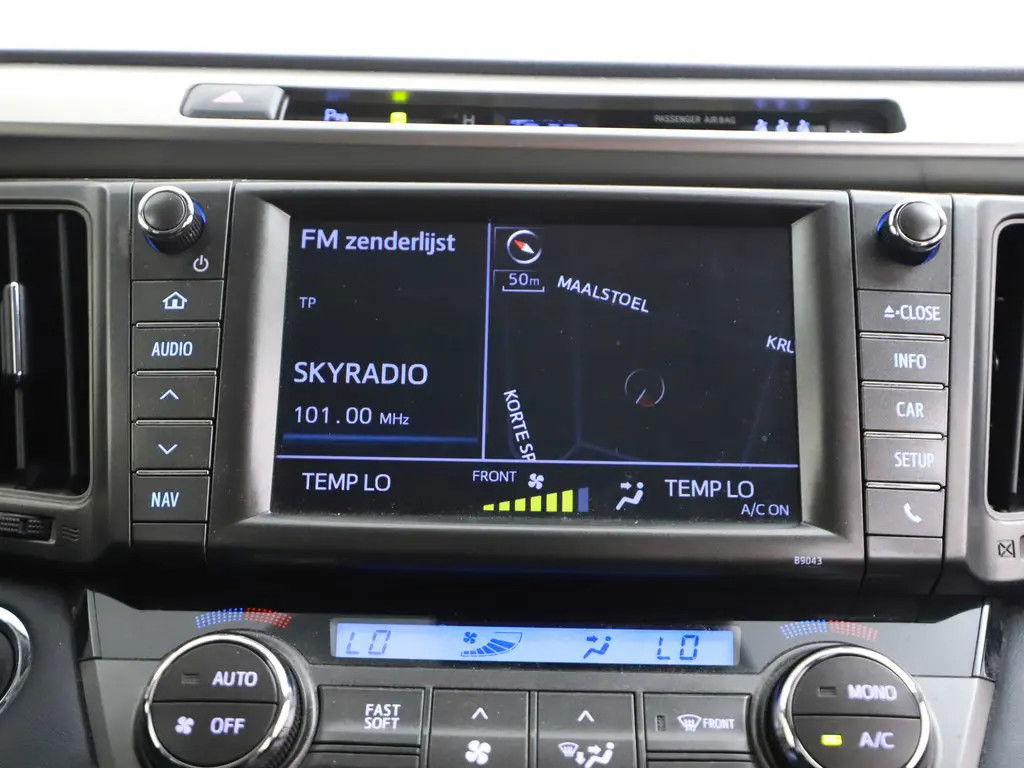 PASSENGER AIRBAG
FM zenderlijst
TP
SKYRADIO
101.00 MHz
50m
MAALSTOEL
KRU
KORTE SP
TEMP LO
FRONT
TEMP LO
A/C ON
AUDIO
NAV
CLOSE
INFO
CAR
SETUP
B9043
LO
LO
AUTO
OFF
FAST
SOFT
FRONT
MONO
A/C